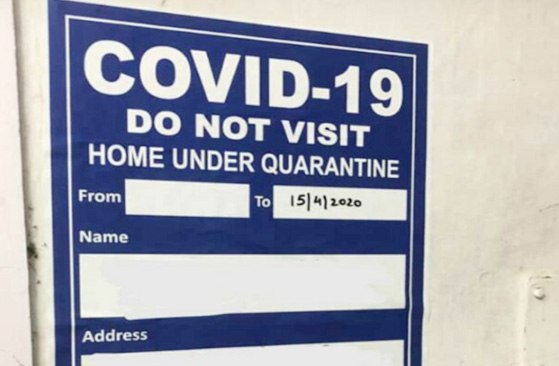 COVID-19
DO NOT VISIT
HOME UNDER QUARANTINE
From To 15/4/2020
Name
Address